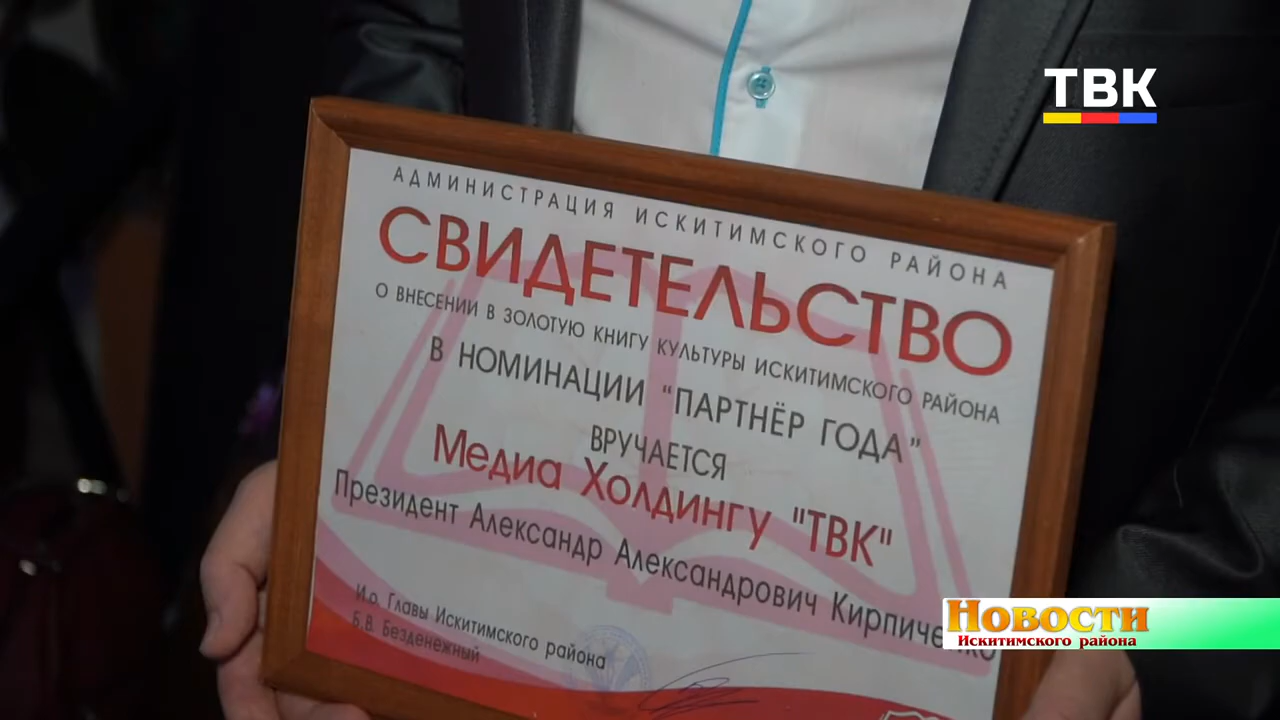 ТВК
АДМИНИСТРАЦИЯ ИСКИТИМСКОГО РАЙОНА
СВИДЕТЕЛЬСТВО
О ВНЕСЕНИИ В ЗОЛОТУЮ КНИГУ КУЛЬТУРЫ ИСКИТИМСКОГО РАЙОНА
В НОМИНАЦИИ "ПАРТНЁР ГОДА"
ВРУЧАЕТСЯ
Медиа Холдингу "ТВК"
Президент Александр Александрович Кирпиченко
И.о. Главы Искитимского района
Б.В. Безденежный
Новости
Искитимского района